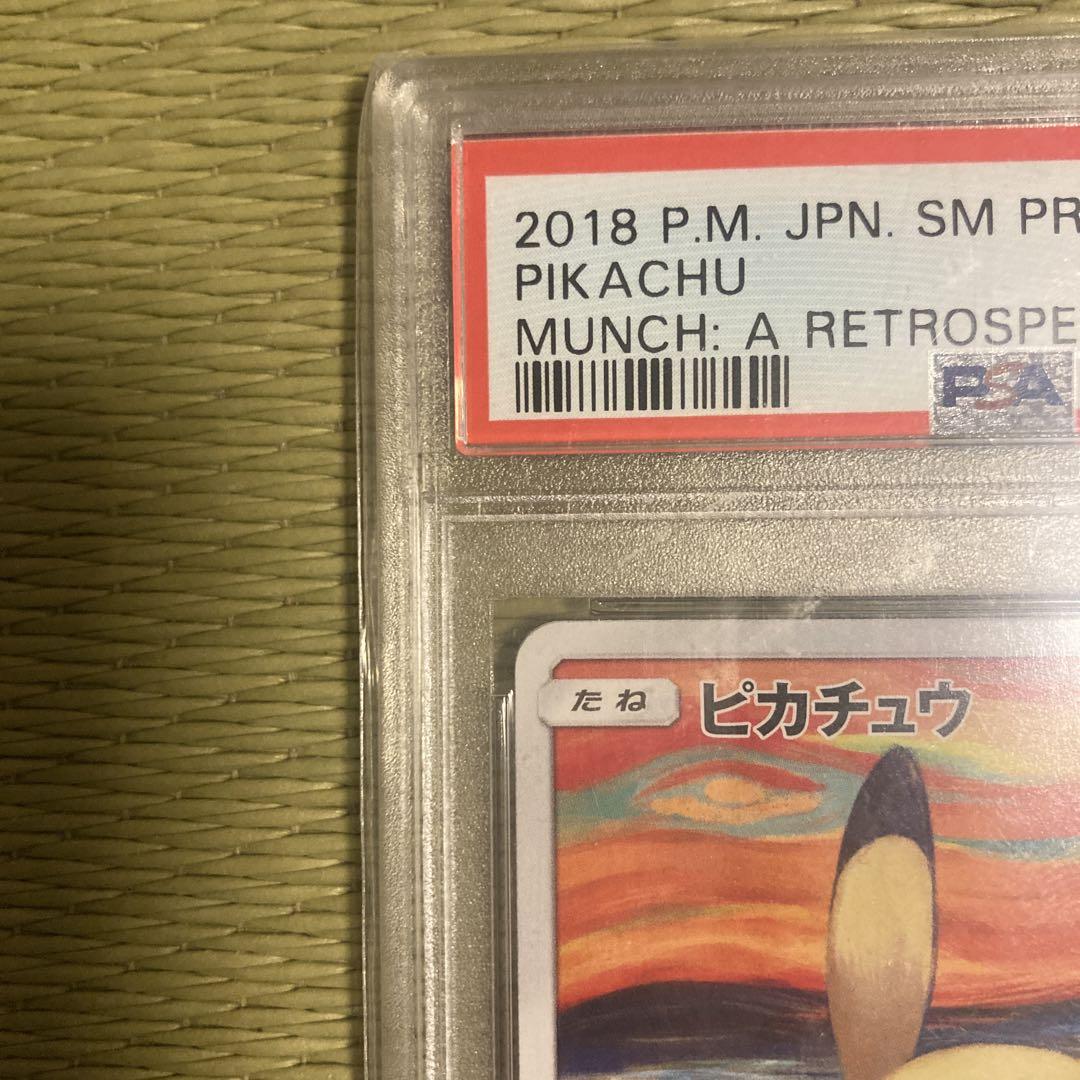 2018 P.M. JPN. SM PR
PIKACHU
MUNCH: A RETROSPE
PSA
たね ピカチュウ